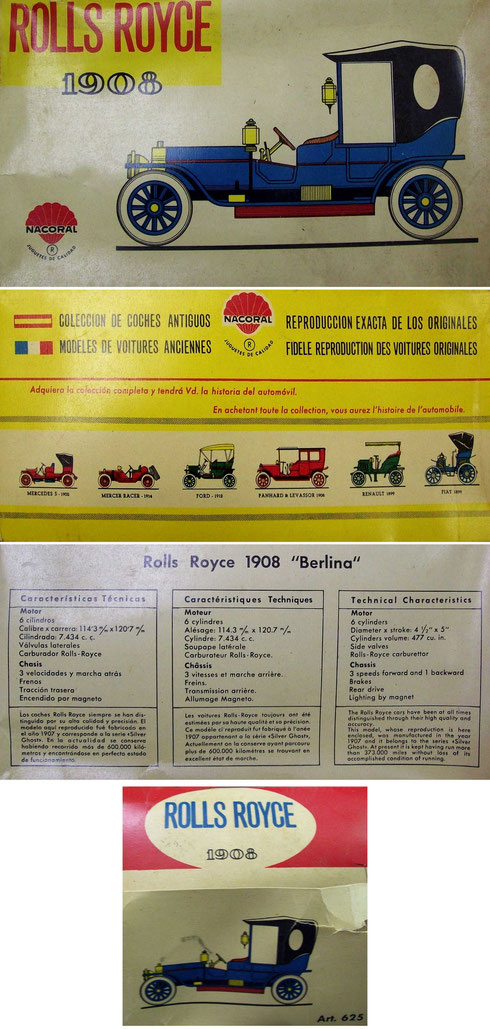 ROLLS ROYCE
1908
NACORAL
R
JUGUETES DE CALIDAD
COLECCION DE COCHES ANTIGUOS
MODELES DE VOITURES ANCIENNES
NACORAL
R
JUGUETES DE CALIDAD
REPRODUCCION EXACTA DE LOS ORIGINALES
FIDELE REPRODUCTION DES VOITURES ORIGINALES
Adquiera la colección completa y tendrá Vd. la historia del automóvil.
En achetant toute la collection, vous aurez l'histoire de l'automobile.
MERCEDES S - 1902
MERCER RACER - 1914
FORD - 1912
PANHARD & LEVASSOR 1908
RENAULT 1899
FIAT 1899
Rolls Royce 1908 "Berlina"
Características Técnicas
Motor
6 cilindros
Calibre x carrera: 114'3 m/m x 120'7 m/m
Cilindrada: 7.434 c. c.
Válvulas laterales
Carburador Rolls-Royce
Chasis
3 velocidades y marcha atrás
Frenos
Tracción trasera
Encendido por magneto
Los coches Rolls Royce siempre se han
distinguido por su alta calidad y precisión. El
modelo aquí reproducido fué fabricado en
el año 1907 y corresponde a la serie «Silver
Ghost». En la actualidad se conserva
habiendo recorrido más de 600.000 kiló-
metros y encontrándose en perfecto estado
de funcionamiento.
Caractéristiques Techniques
Moteur
6 cylindres
Alésage: 114.3 m/m x 120.7 m/m
Cylindre: 7.434 c. c.
Soupape latérale
Carburateur Rolls-Royce.
Châssis
3 vitesses et marche arrière.
Freins.
Transmission arrière.
Allumage Magneto.
Les voitures Rolls-Royce toujours ont été
estimées par sa haute qualité et sa précision.
Ce modèle ci reproduit fut fabriqué à l'année
1907 appartenant a la série «Silver Ghost».
Actuellement on la conserve ayant parcouru
plus de 600.000 kilomètres se trouvant en
excellent état de marche.
Technical Characteristics
Motor
6 cylinders
Diameter x stroke: 4 1/2" x 5"
Cylinders volume: 477 cu. in.
Side valves
Rolls-Royce carburettor
Chassis
3 speeds forward and 1 backward
Brakes
Rear drive
Lighting by magnet
The Rolls Royce cars have been at all times
distinguished through their high quality and
accuracy.
This model, whose reproduction is here
enclosed, was manufactured in the year
1907 and it belongs to the series «Silver
Ghost». At present it is kept having run more
than 373.000 miles without loss of its
accomplished condition of running.
ROLLS ROYCE
1908
Art. 625